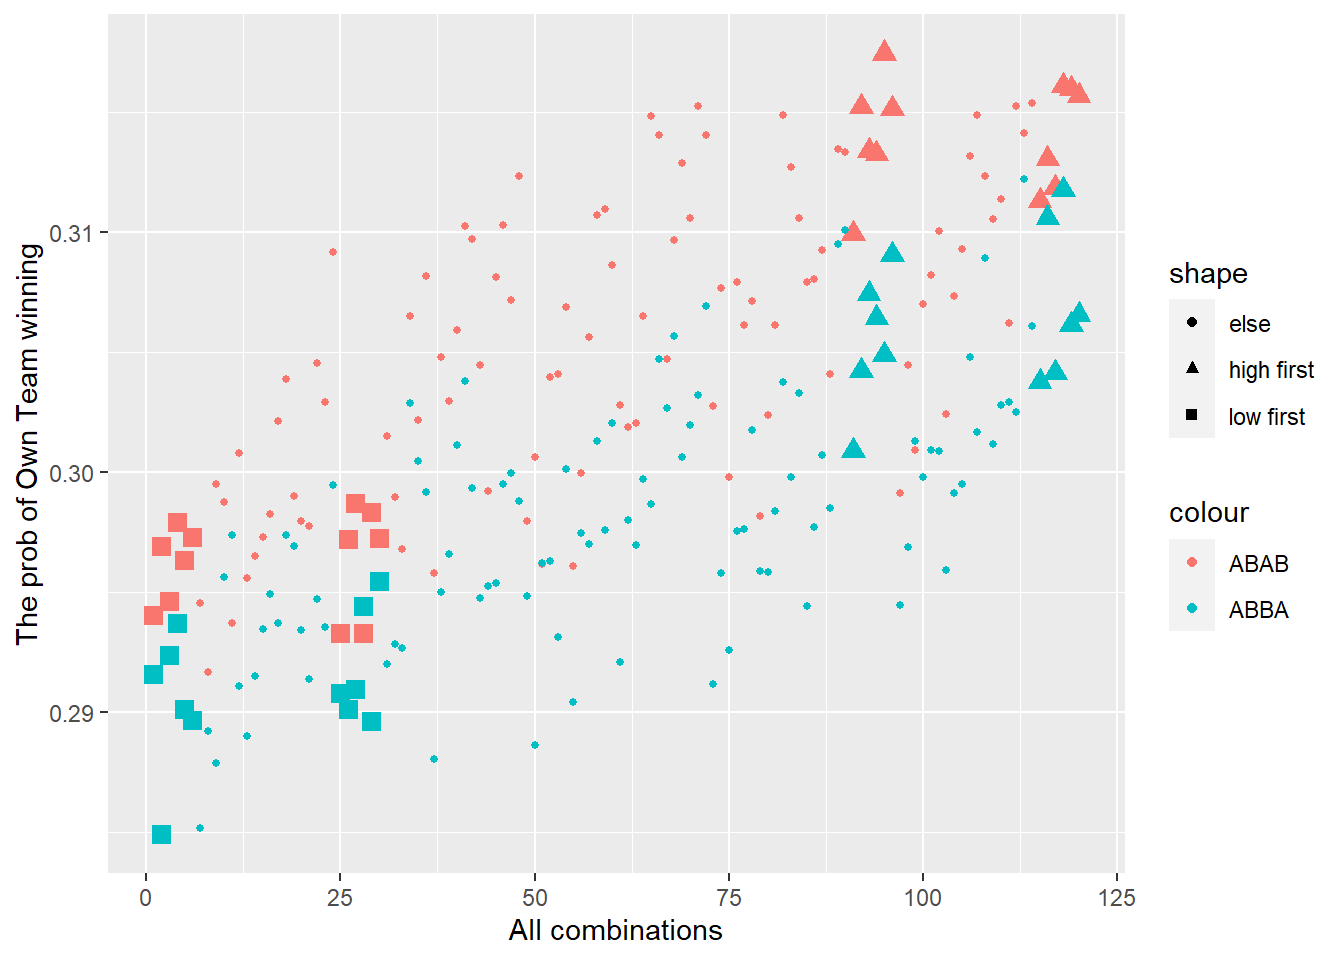 The prob of Own Team winning
0.31
0.30
0.29
0
25
50
75
100
125
All combinations
shape
else
high first
low first
colour
ABAB
ABBA